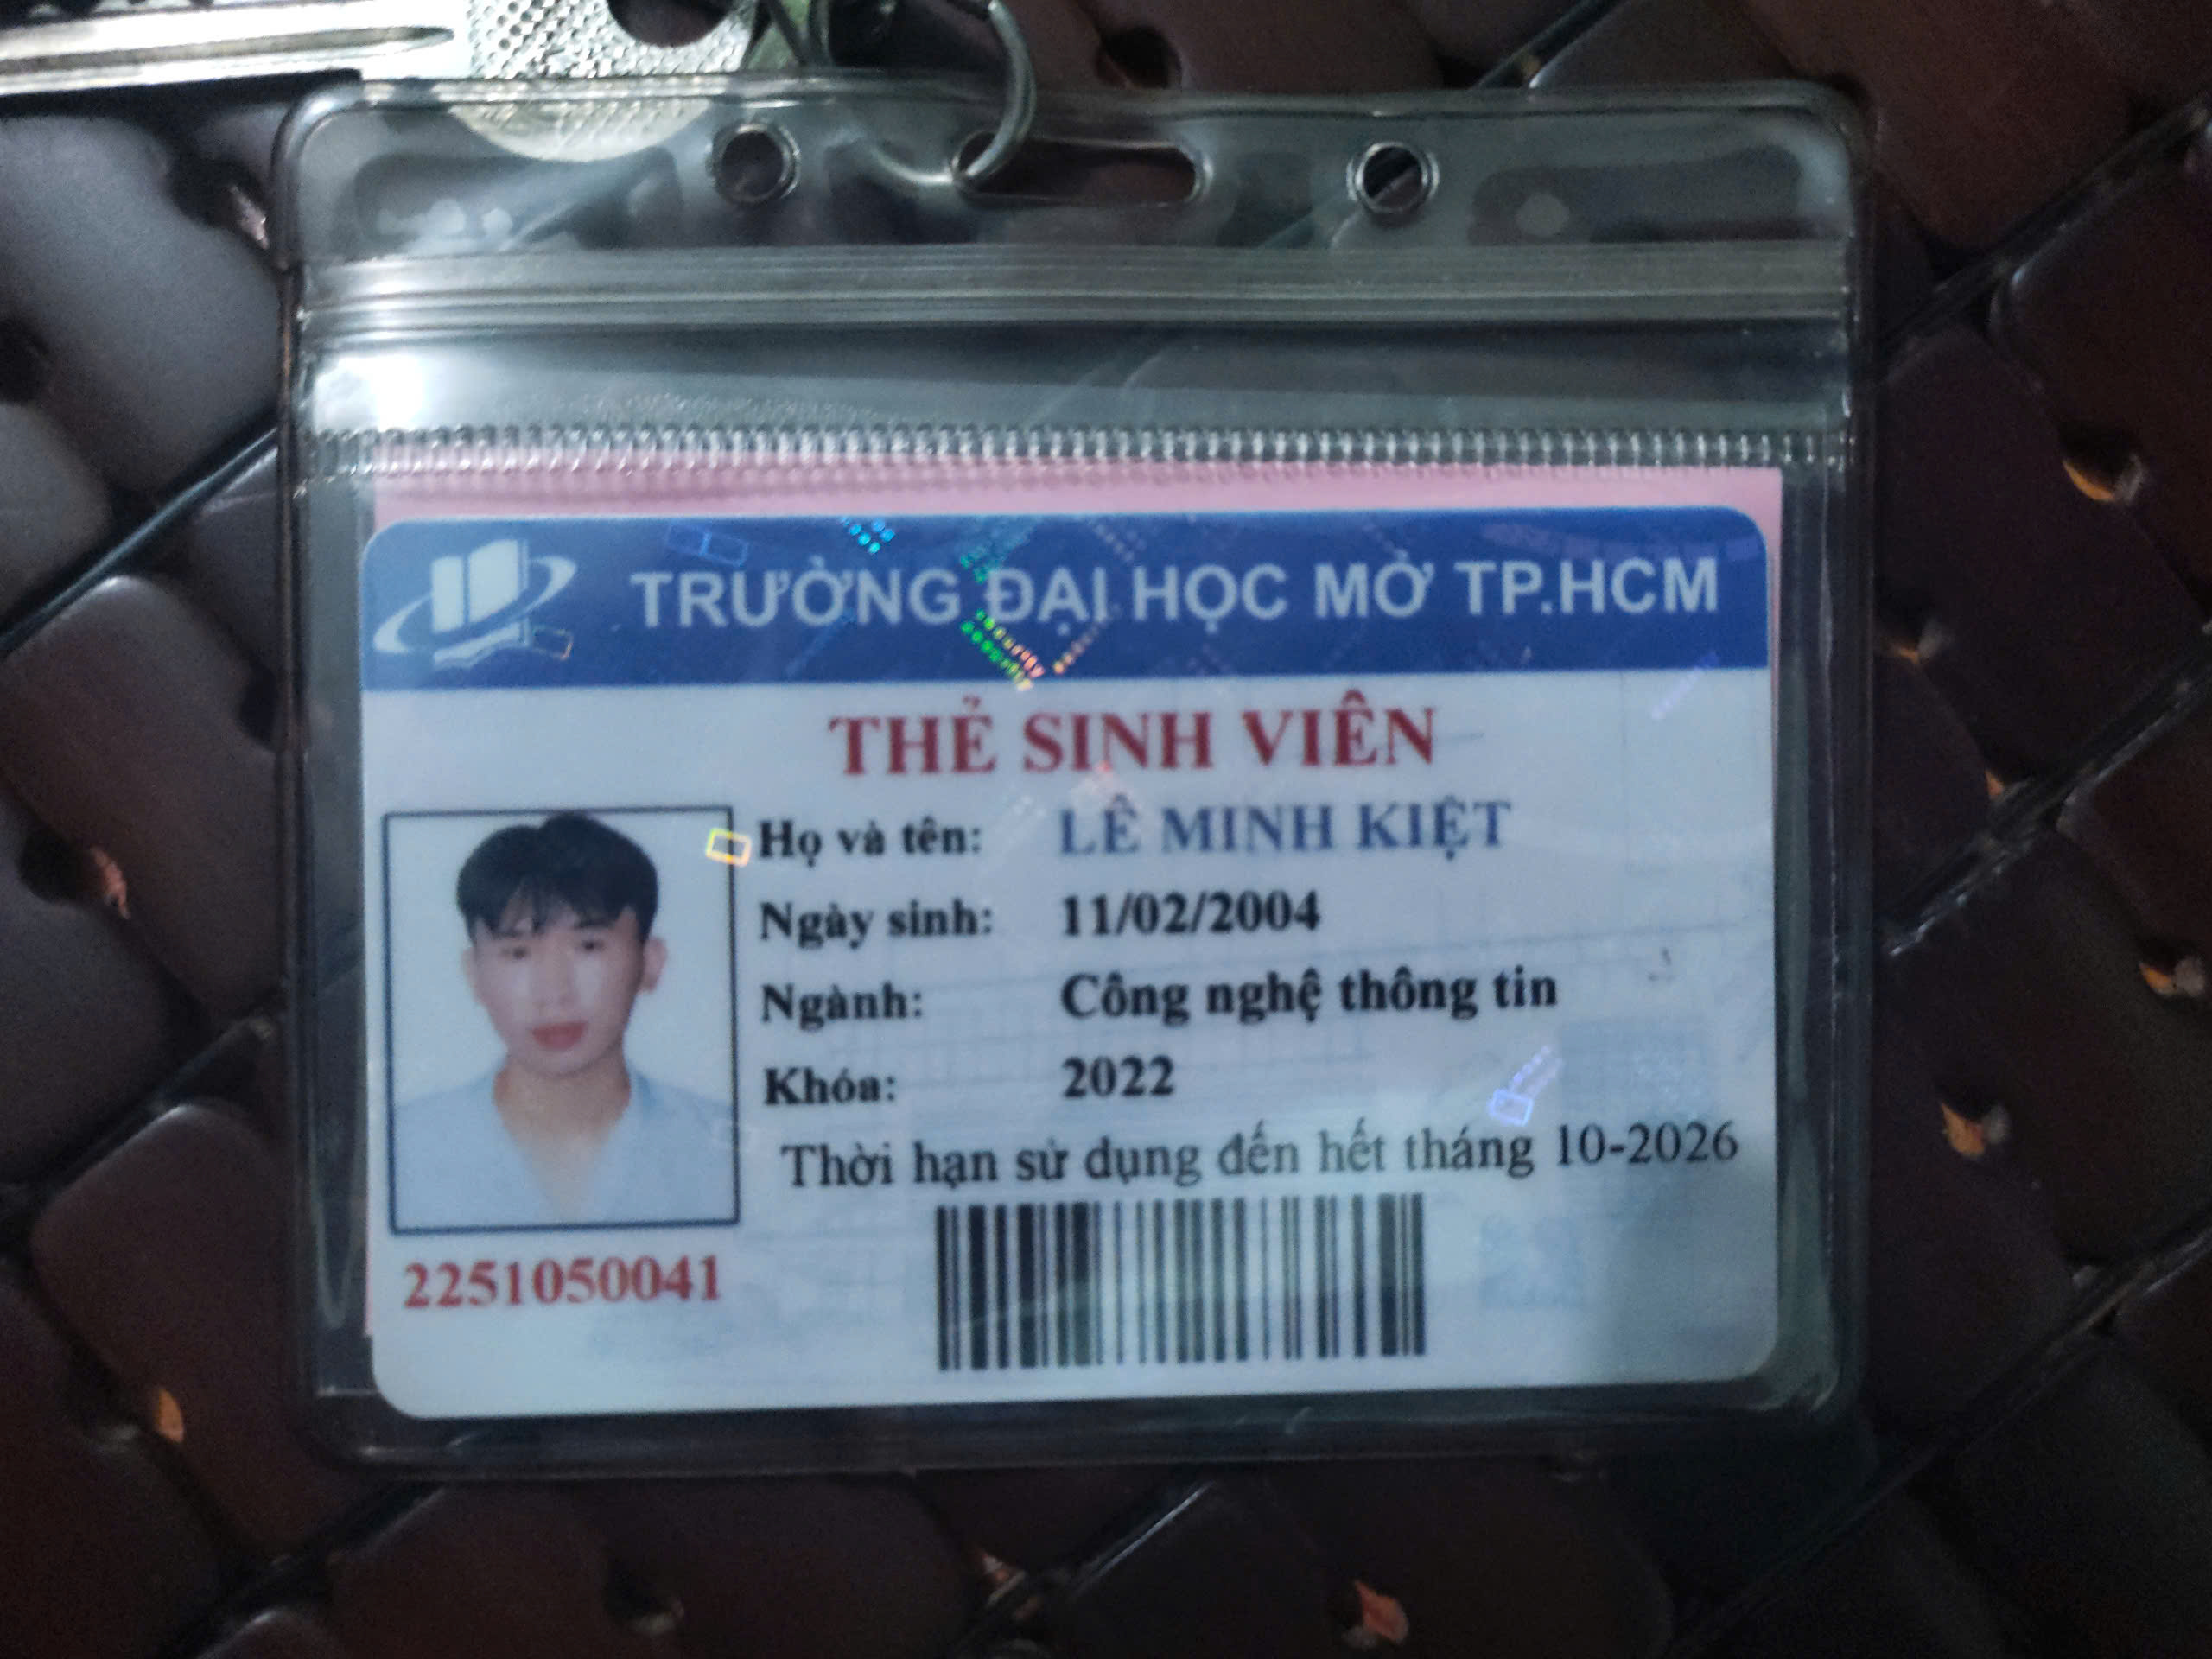 TRƯỜNG ĐẠI HỌC MỞ TP.HCM
THẺ SINH VIÊN
Họ và tên: LÊ MINH KIỆT
Ngày sinh: 11/02/2004
Ngành: Công nghệ thông tin
Khóa: 2022
Thời hạn sử dụng đến hết tháng 10-2026
2251050041